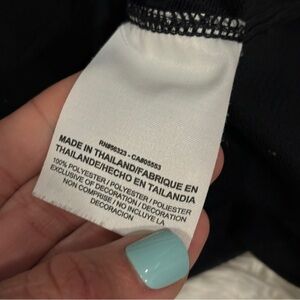 RN#56323 - CA#05553
MADE IN THAILAND/FABRIQUE EN
THAILANDE/HECHO EN TAILANDIA
100% POLYESTER / POLYESTER / POLIESTER
EXCLUSIVE OF DECORATION / DECORATION
NON COMPRISE / NO INCLUYE LA
DECORACION